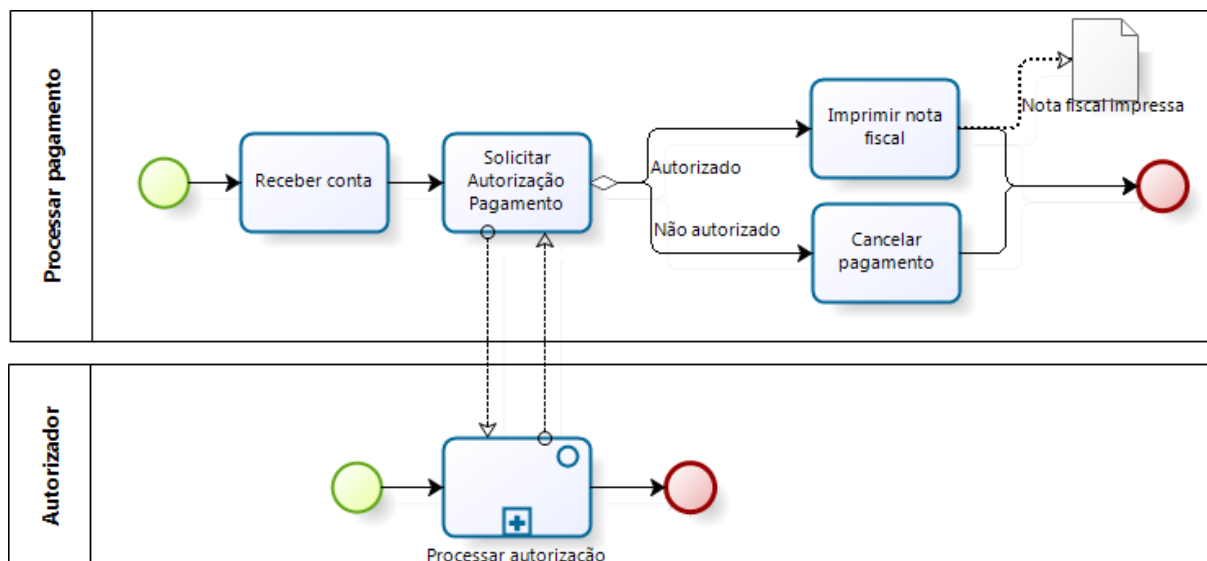 Processar pagamento
Receber conta
Solicitar
Autorização
Pagamento
Autorizado
Não autorizado
Imprimir nota
fiscal
Cancelar
pagamento
Nota fiscal impressa
Autorizador
Processar autorização